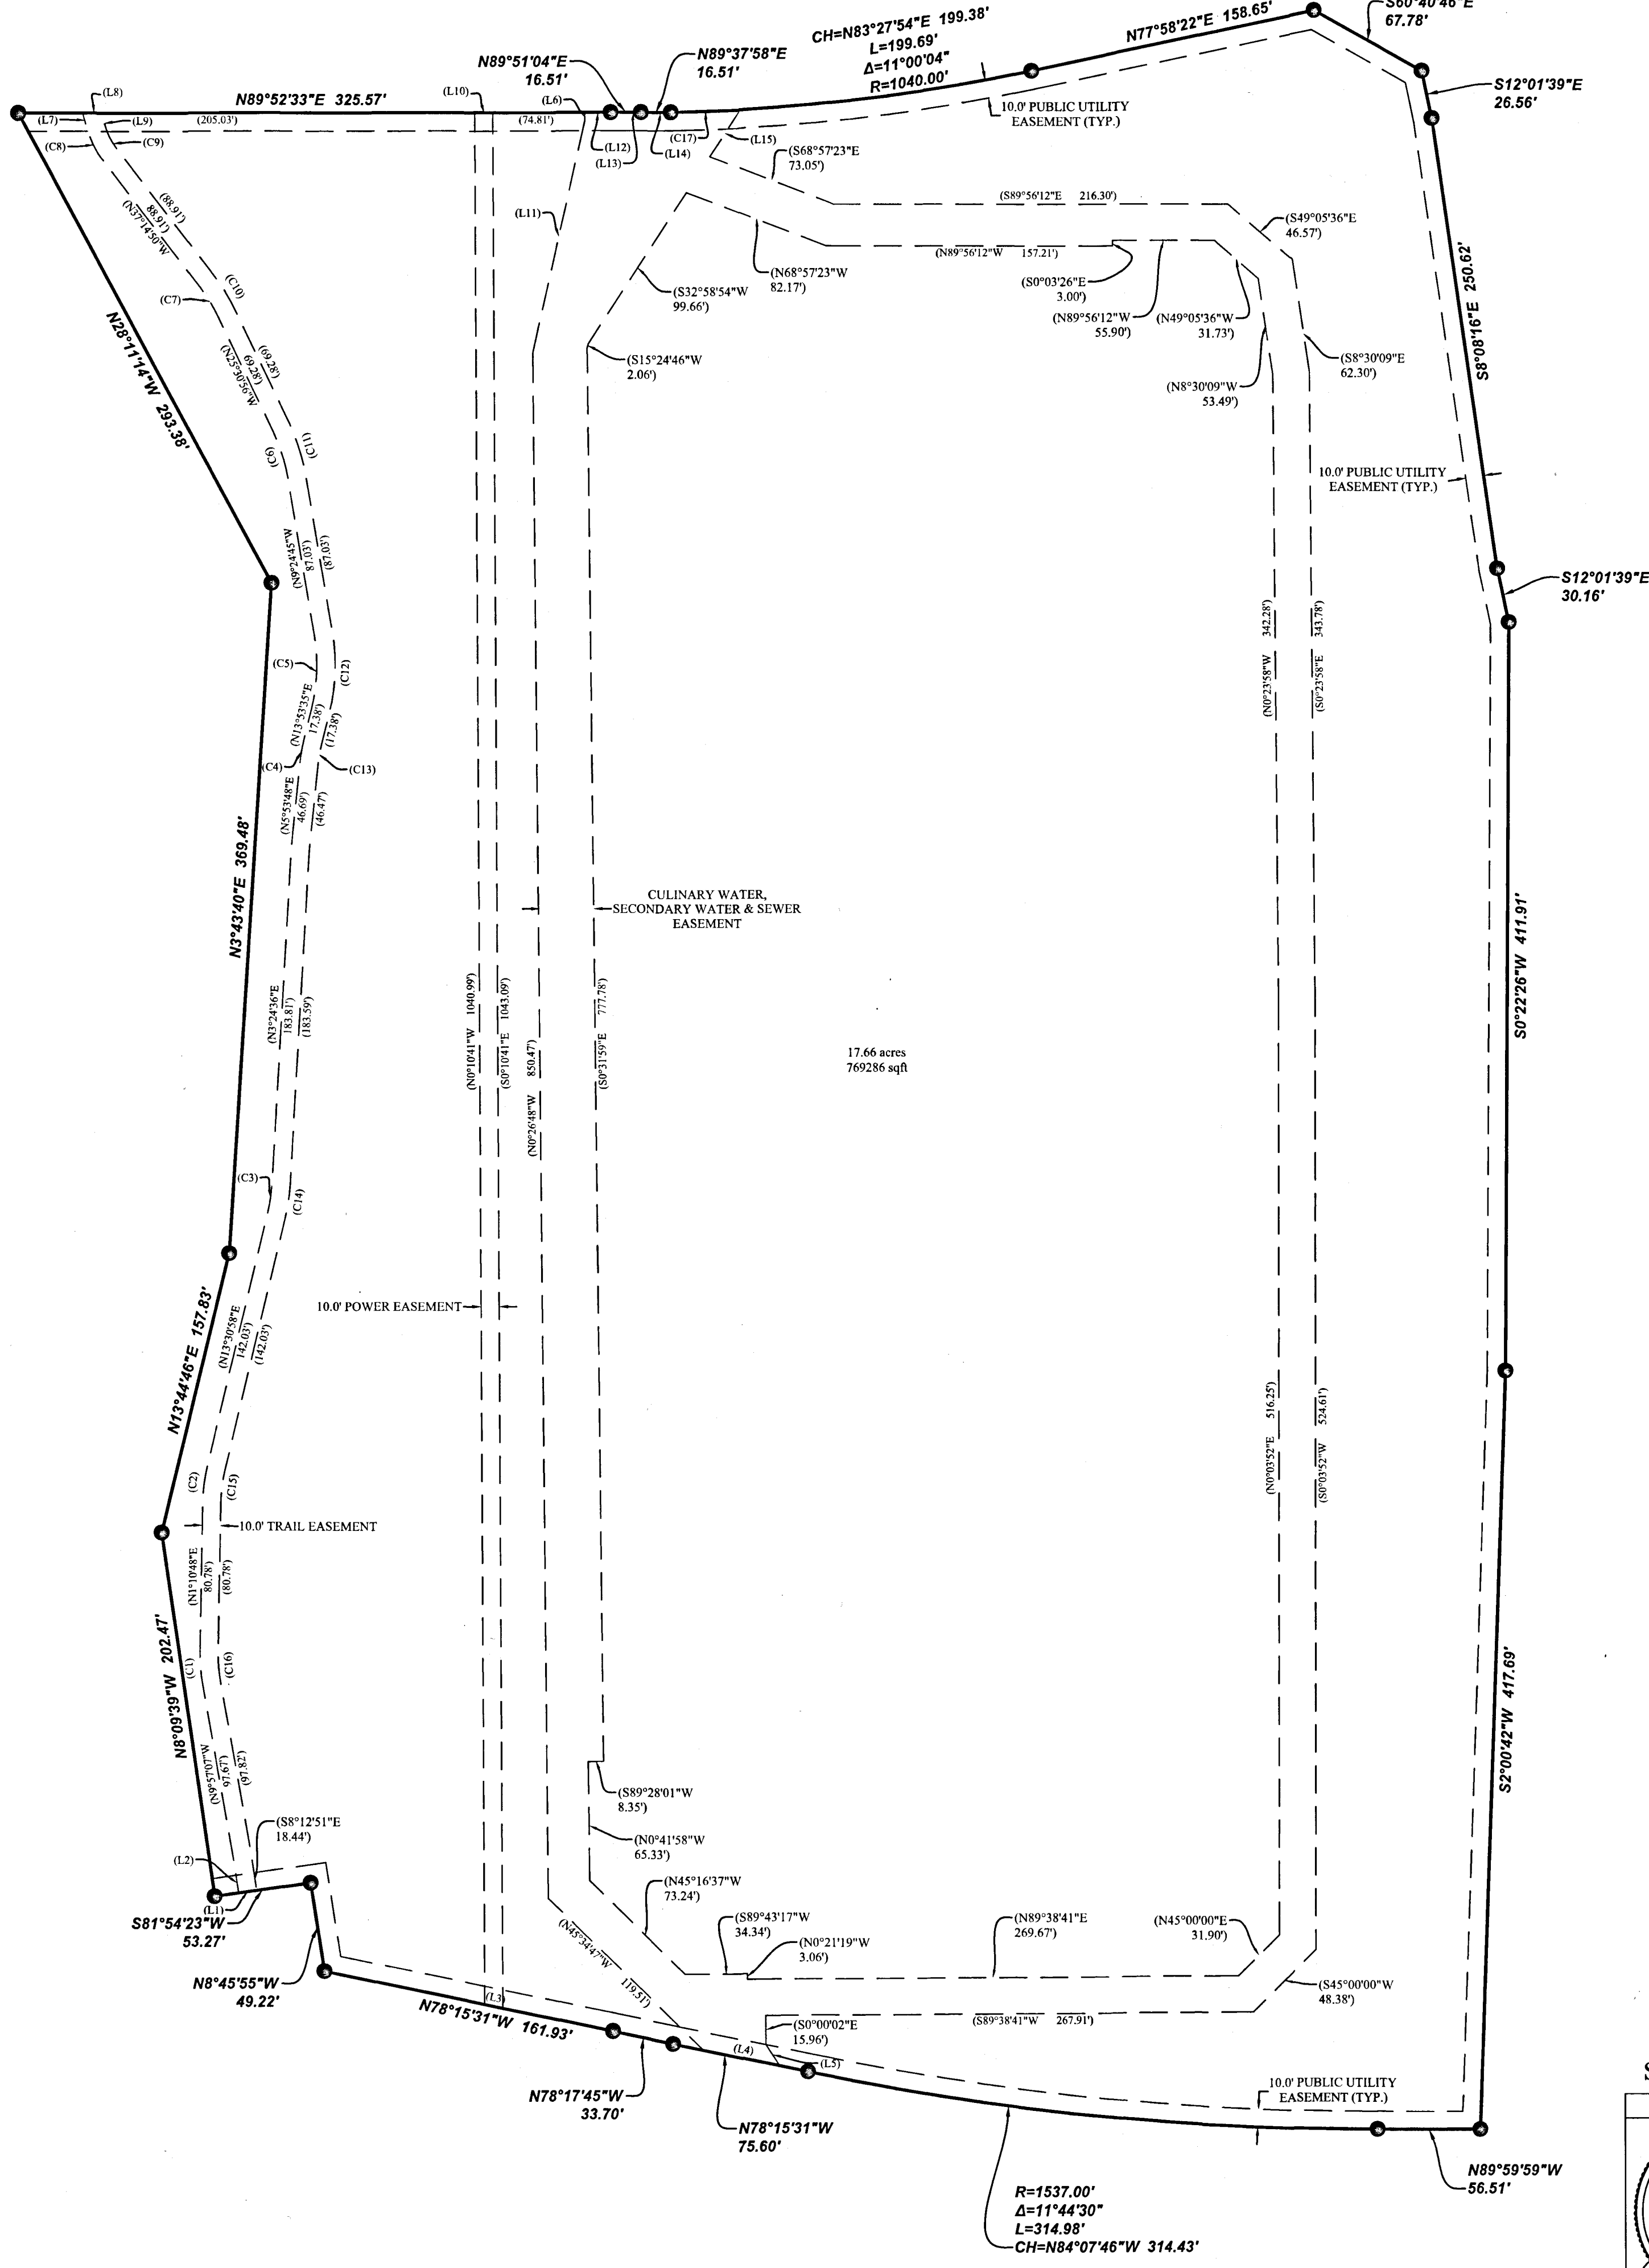 S60°40'46"E
67.78'
N77°58'22"E 158.65'
CH=N83°27'54"E 199.38'
L=199.69'
Δ=11°00'04"
R=1040.00'
N89°37'58"E
16.51'
N89°51'04"E
16.51'
S12°01'39"E
26.56'
(L8)
N89°52'33"E 325.57'
(L10)
(L6)
10.0' PUBLIC UTILITY
EASEMENT (TYP.)
(L7)
(L9)
(205.03')
(74.81')
(L12)
(L13)
(L14)
(C17)
(L15)
(C8)
(C9)
(S68°57'23"E
73.05')
(88.91')
88.91')
(N37°14'50"W
(S89°56'12"E 216.30')
(L11)
(S49°05'36"E
46.57')
(N89°56'12"W 157.21')
(N68°57'23"W
82.17')
(S0°03'26"E
3.00')
(S32°58'54"W
99.66')
(C10)
(C7)
(N89°56'12"W
55.90')
(N49°05'36"W
31.73')
S8°08'16"E 250.62'
N28°11'14"W 293.38'
(S15°24'46"W
2.06')
(S8°30'09"E
62.30')
(N8°30'09"W
53.49')
(69.28')
69.28')
(N25°30'56"W
(C11)
(C6)
10.0' PUBLIC UTILITY
EASEMENT (TYP.)
(N9°24'45"W
87.03')
(87.03')
S12°01'39"E
30.16'
(N0°23'58"W 342.28')
(S0°23'58"E 343.78')
(C5)
(C12)
(N13°53'35"E
17.38')
(17.38')
(C4)
(C13)
(N5°53'48"E
46.69')
(46.47')
N3°43'40"E 369.48'
CULINARY WATER,
SECONDARY WATER & SEWER
EASEMENT
S0°22'26"W 411.91'
(N3°24'36"E
183.81')
(183.59')
(N0°10'41"W 1040.99')
(S0°10'41"E 1043.09')
(N0°26'48"W 850.47')
(S0°31'59"E 777.78')
17.66 acres
769286 sqft
(C3)
(C14)
10.0' POWER EASEMENT
N13°44'46"E 157.83'
(N13°30'58"E
142.03')
(142.03')
(N0°03'52"E 516.25')
(S0°03'52"W 524.61')
(C2)
(C15)
10.0' TRAIL EASEMENT
(N1°10'48"E
80.78')
(80.78')
N8°09'39"W 202.47'
(C1)
(C16)
S2°00'42"W 417.69'
(N9°57'07"W
97.67')
(97.82')
(S89°28'01"W
8.35')
(S8°12'51"E
18.44')
(N0°41'58"W
65.33')
(L2)
(L1)
S81°54'23"W
53.27'
(N45°16'37"W
73.24')
(S89°43'17"W
34.34')
(N0°21'19"W
3.06')
(N89°38'41"E
269.67')
(N45°00'00"E
31.90')
(N45°34'47"W 119.51')
N8°45'55"W
49.22'
(L3)
(S45°00'00"W
48.38')
N78°15'31"W 161.93'
(S0°00'02"E
15.96')
(S89°38'41"W 267.91')
(L4)
(L5)
N78°17'45"W
33.70'
N78°15'31"W
75.60'
10.0' PUBLIC UTILITY
EASEMENT (TYP.)
N89°59'59"W
56.51'
R=1537.00'
Δ=11°44'30"
L=314.98'
CH=N84°07'46"W 314.43'
S